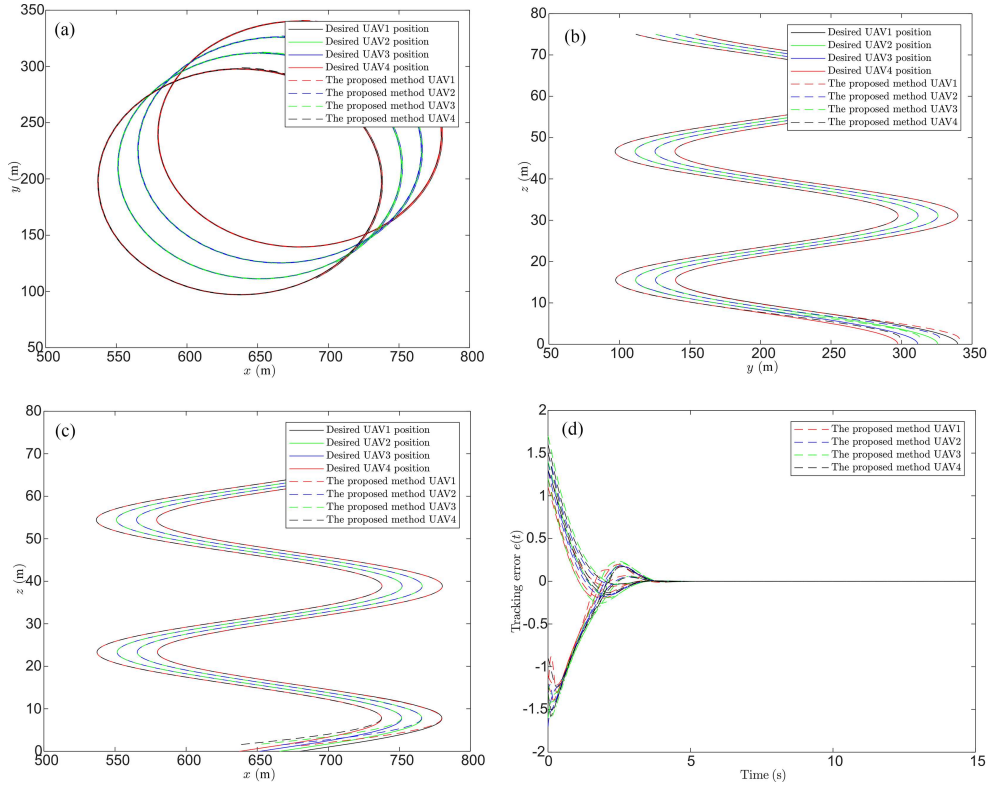 (a)
Desired UAV1 position
Desired UAV2 position
Desired UAV3 position
Desired UAV4 position
The proposed method UAV1
The proposed method UAV2
The proposed method UAV3
The proposed method UAV4
350
300
250
200
150
100
50
y (m)
500 550 600 650 700 750 800
x (m)
(b)
Desired UAV1 position
Desired UAV2 position
Desired UAV3 position
Desired UAV4 position
The proposed method UAV1
The proposed method UAV2
The proposed method UAV3
The proposed method UAV4
80
70
60
50
40
30
20
10
0
z (m)
50 100 150 200 250 300 350
y (m)
(c)
Desired UAV1 position
Desired UAV2 position
Desired UAV3 position
Desired UAV4 position
The proposed method UAV1
The proposed method UAV2
The proposed method UAV3
The proposed method UAV4
80
70
60
50
40
30
20
10
0
z (m)
500 550 600 650 700 750 800
x (m)
(d)
The proposed method UAV1
The proposed method UAV2
The proposed method UAV3
The proposed method UAV4
2
1.5
1
0.5
0
-0.5
-1
-1.5
-2
Tracking error e(t)
0 5 10 15
Time (s)